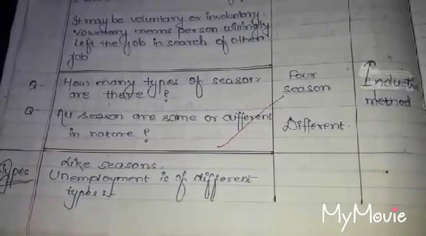 It may be voluntary or involuntary
Voluntary means person willingly
left the job in search of other
job
Q. How many types of seasons are there? Four season
Inductive method
Q. All season are same or different in nature? Different.
Types
Like seasons.
Unemployment is of different
types :
MyMovie